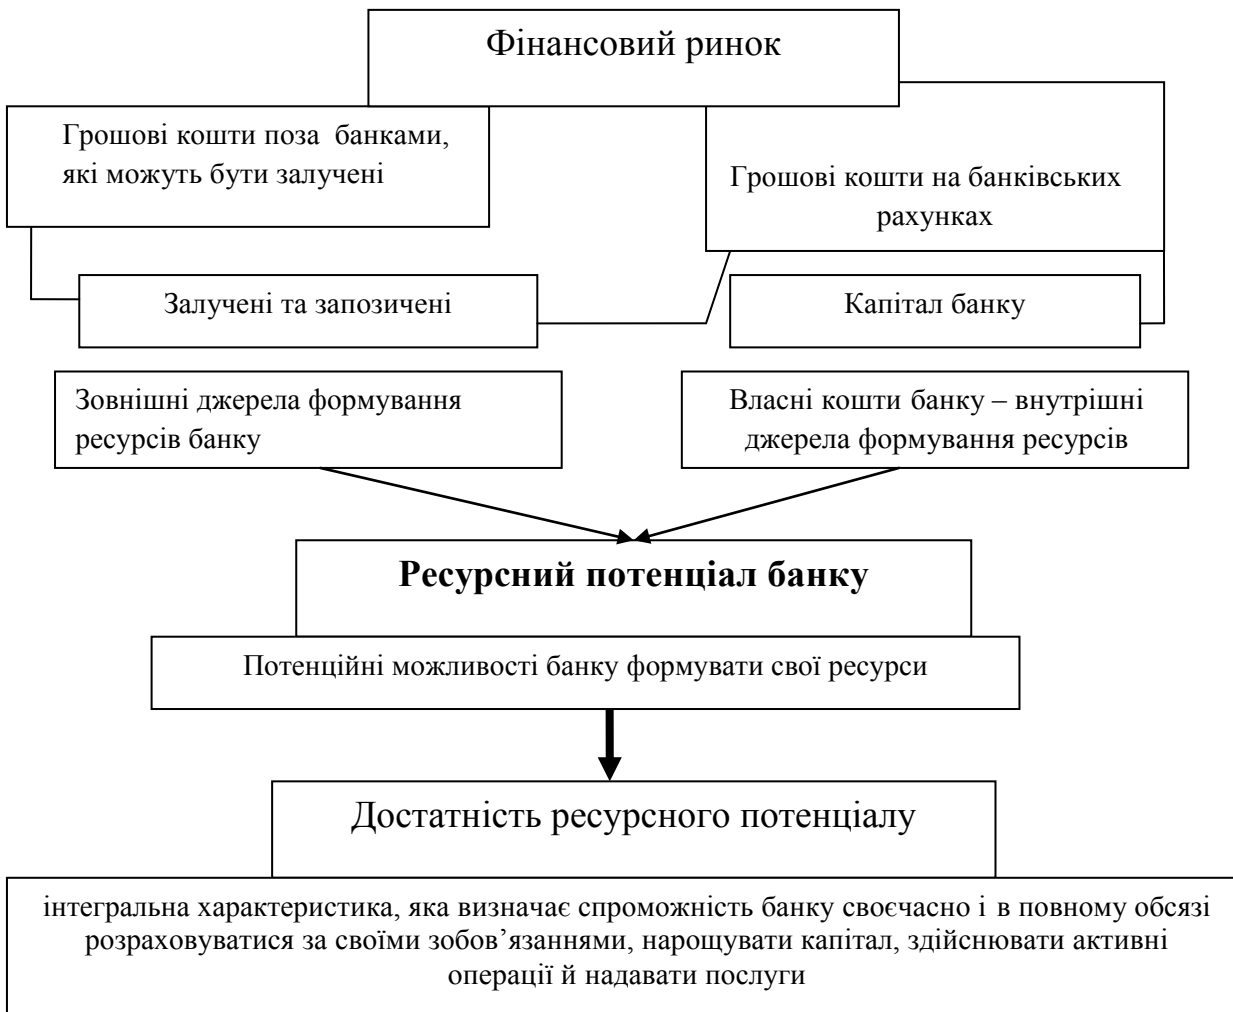 Фінансовий ринок
Грошові кошти поза банками,
які можуть бути залучені
Грошові кошти на банківських
рахунках
Залучені та запозичені
Капітал банку
Зовнішні джерела формування
ресурсів банку
Власні кошти банку – внутрішні
джерела формування ресурсів
Ресурсний потенціал банку
Потенційні можливості банку формувати свої ресурси
Достатність ресурсного потенціалу
інтегральна характеристика, яка визначає спроможність банку своєчасно і в повному обсязі
розраховуватися за своїми зобов’язаннями, нарощувати капітал, здійснювати активні
операції й надавати послуги